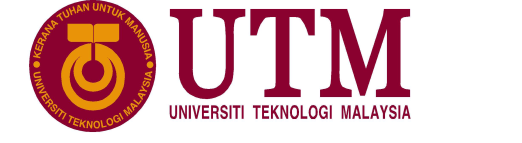 KERANA TUHAN UNTUK MANUSIA
UNIVERSITI TEKNOLOGI MALAYSIA
UTM
UNIVERSITI TEKNOLOGI MALAYSIA